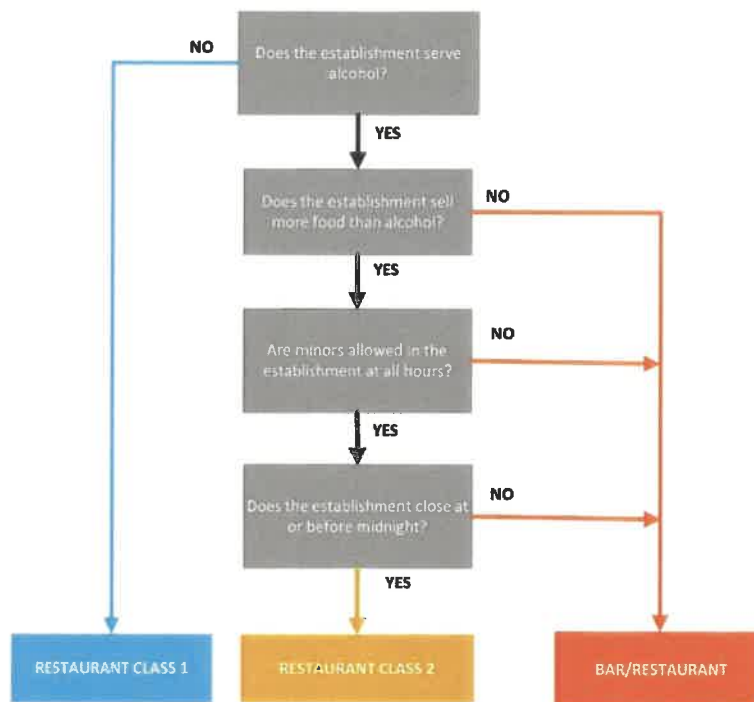 NO
Does the establishment serve
alcohol?
YES
Does the establishment sell
more food than alcohol?
NO
YES
Are minors allowed in the
establishment at all hours?
NO
YES
Does the establishment close at
or before midnight?
NO
YES
RESTAURANT CLASS 1
RESTAURANT CLASS 2
BAR/RESTAURANT